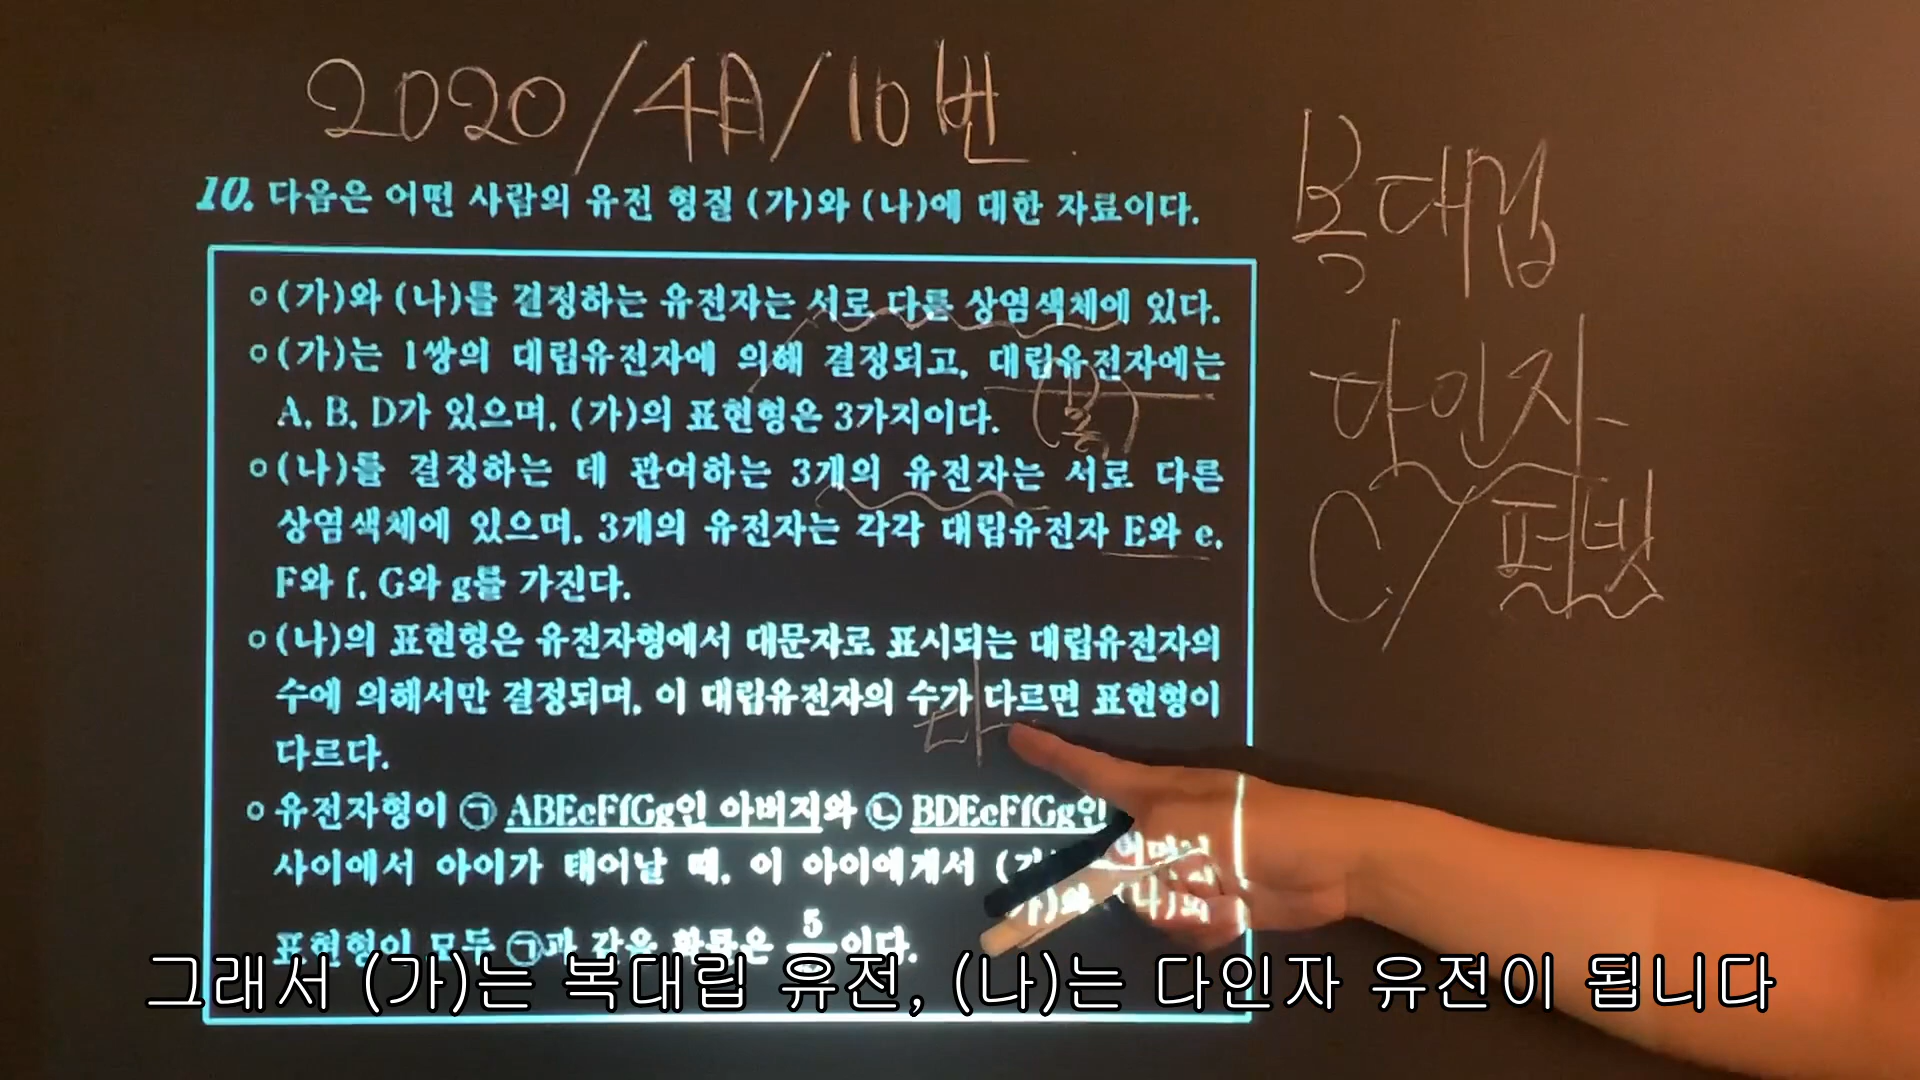 2020/4월/10번
10. 다음은 어떤 사람의 유전 형질 (가)와 (나)에 대한 자료이다.
○ (가)와 (나)를 결정하는 유전자는 서로 다른 상염색체에 있다.
○ (가)는 1쌍의 대립유전자에 의해 결정되고, 대립유전자에는
A, B, D가 있으며, (가)의 표현형은 3가지이다.
(복)
○ (나)를 결정하는 데 관여하는 3개의 유전자는 서로 다른
상염색체에 있으며, 3개의 유전자는 각각 대립유전자 E와 e,
F와 f, G와 g를 가진다.
○ (나)의 표현형은 유전자형에서 대문자로 표시되는 대립유전자의
수에 의해서만 결정되며, 이 대립유전자의 수가 다르면 표현형이
다르다.
다
○ 유전자형이 ㉠ ABEeFfGg인 아버지와 ㉡ BDEeFfGg인
사이에서 아이가 태어날 때, 이 아이에게서
표현형이 모두 ㉠과 같을 확률은 5 이다.
복대립
다인자
C/퍼넷
그래서 (가)는 복대립 유전, (나)는 다인자 유전이 됩니다